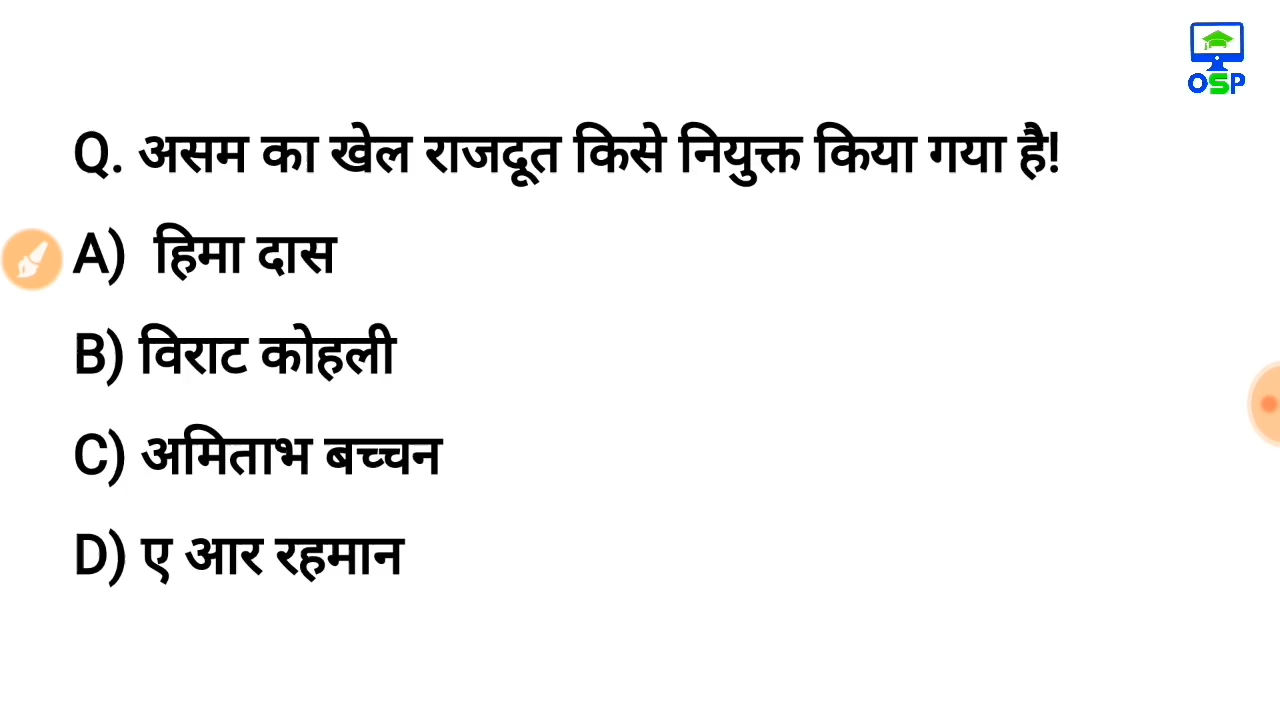 OSP
Q. असम का खेल राजदूत किसे नियुक्त किया गया है!
A) हिमा दास
B) विराट कोहली
C) अमिताभ बच्चन
D) ए आर रहमान